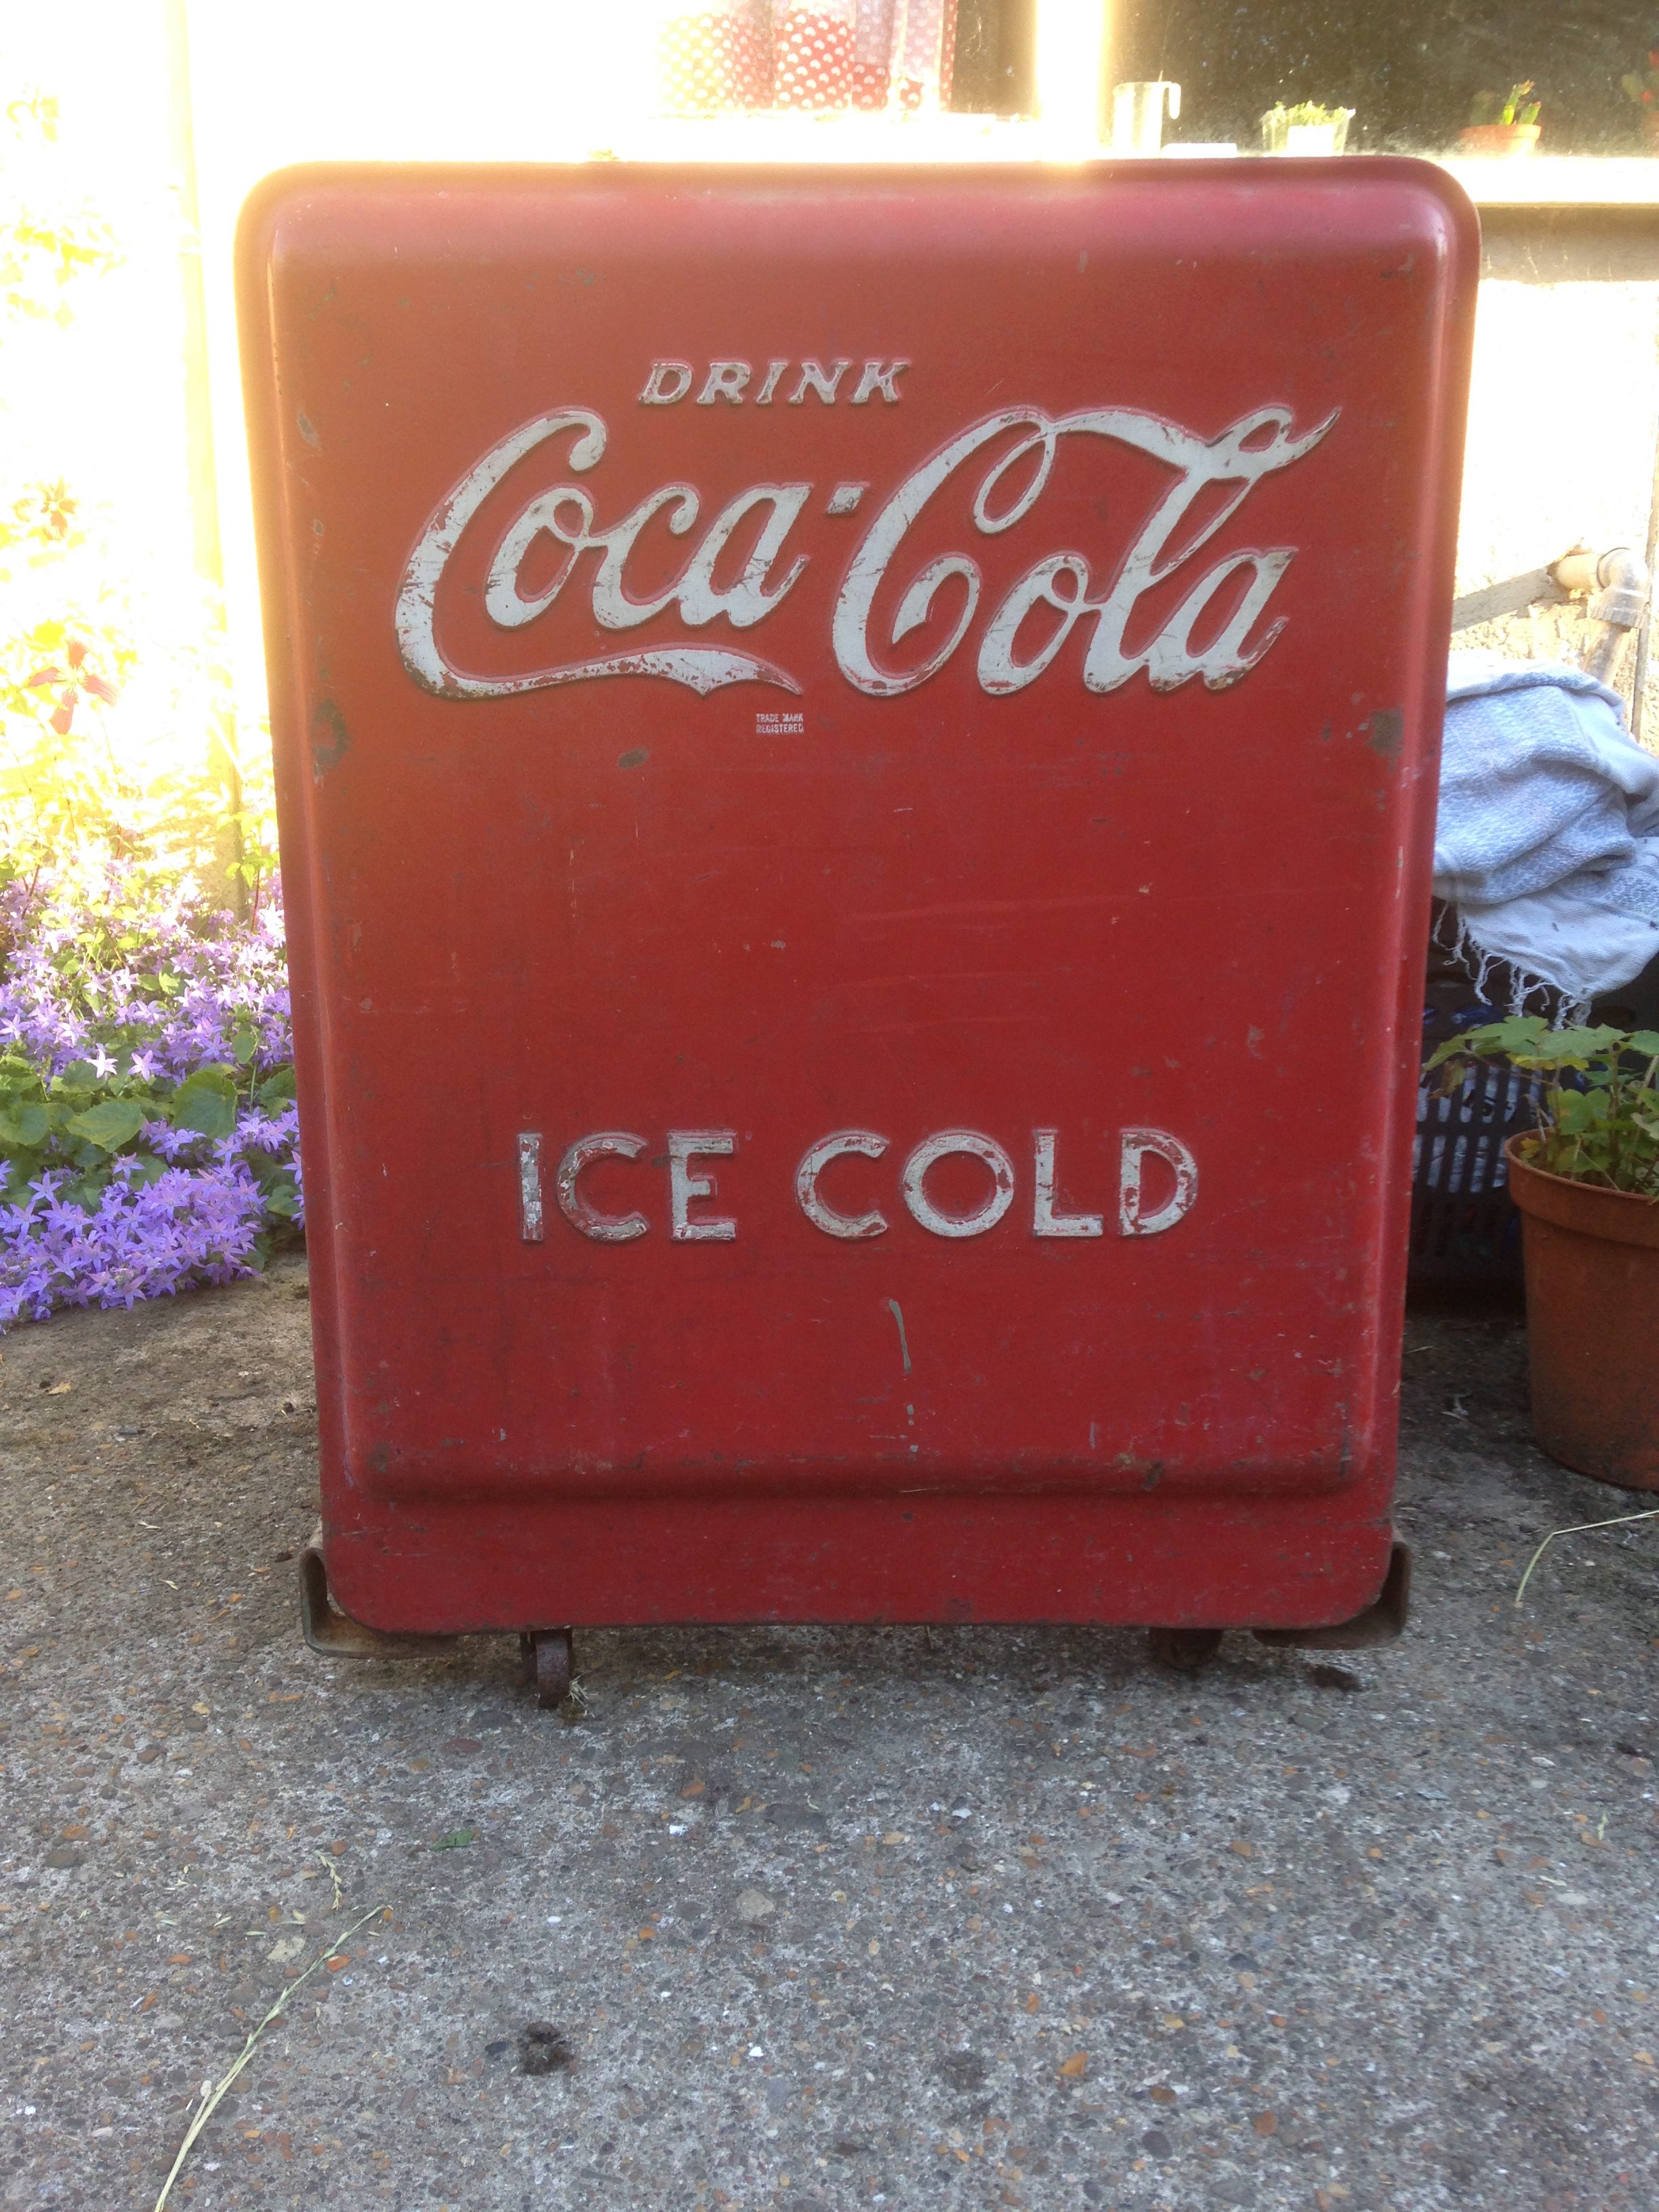 DRINK
Coca-Cola
TRADE MARK
REGISTERED
ICE COLD